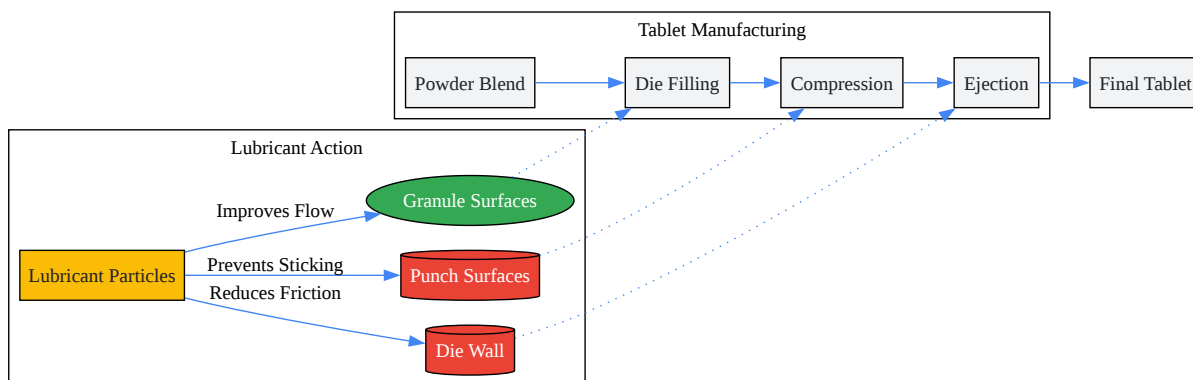 Tablet Manufacturing
Powder Blend
Die Filling
Compression
Ejection
Final Tablet
Lubricant Action
Improves Flow
Granule Surfaces
Lubricant Particles
Prevents Sticking
Punch Surfaces
Reduces Friction
Die Wall